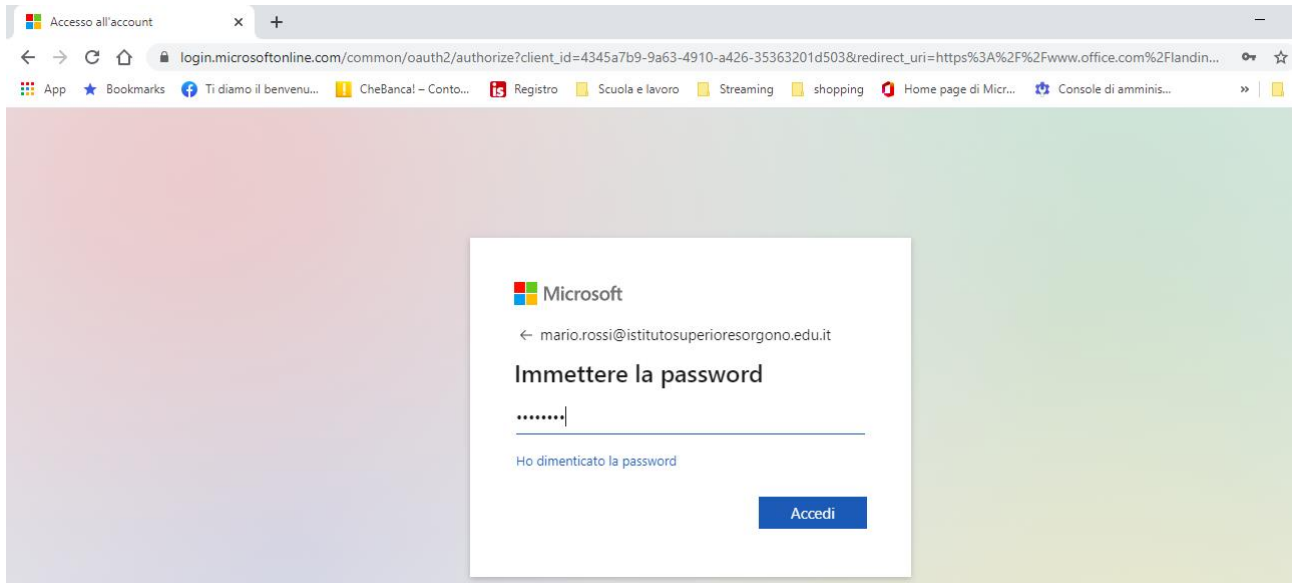 Accesso all'account
login.microsoftonline.com/common/oauth2/authorize?client_id=4345a7b9-9a63-4910-a426-35363201d503&redirect_uri=https%3A%2F%2Fwww.office.com%2Flandin...
App Bookmarks Ti diamo il benvenu... CheBanca! – Conto... is Registro Scuola e lavoro Streaming shopping Home page di Micr... Console di amminis... »
Microsoft
← mario.rossi@istitutosuperioresorgono.edu.it
Immettere la password
••••••••
Ho dimenticato la password
Accedi